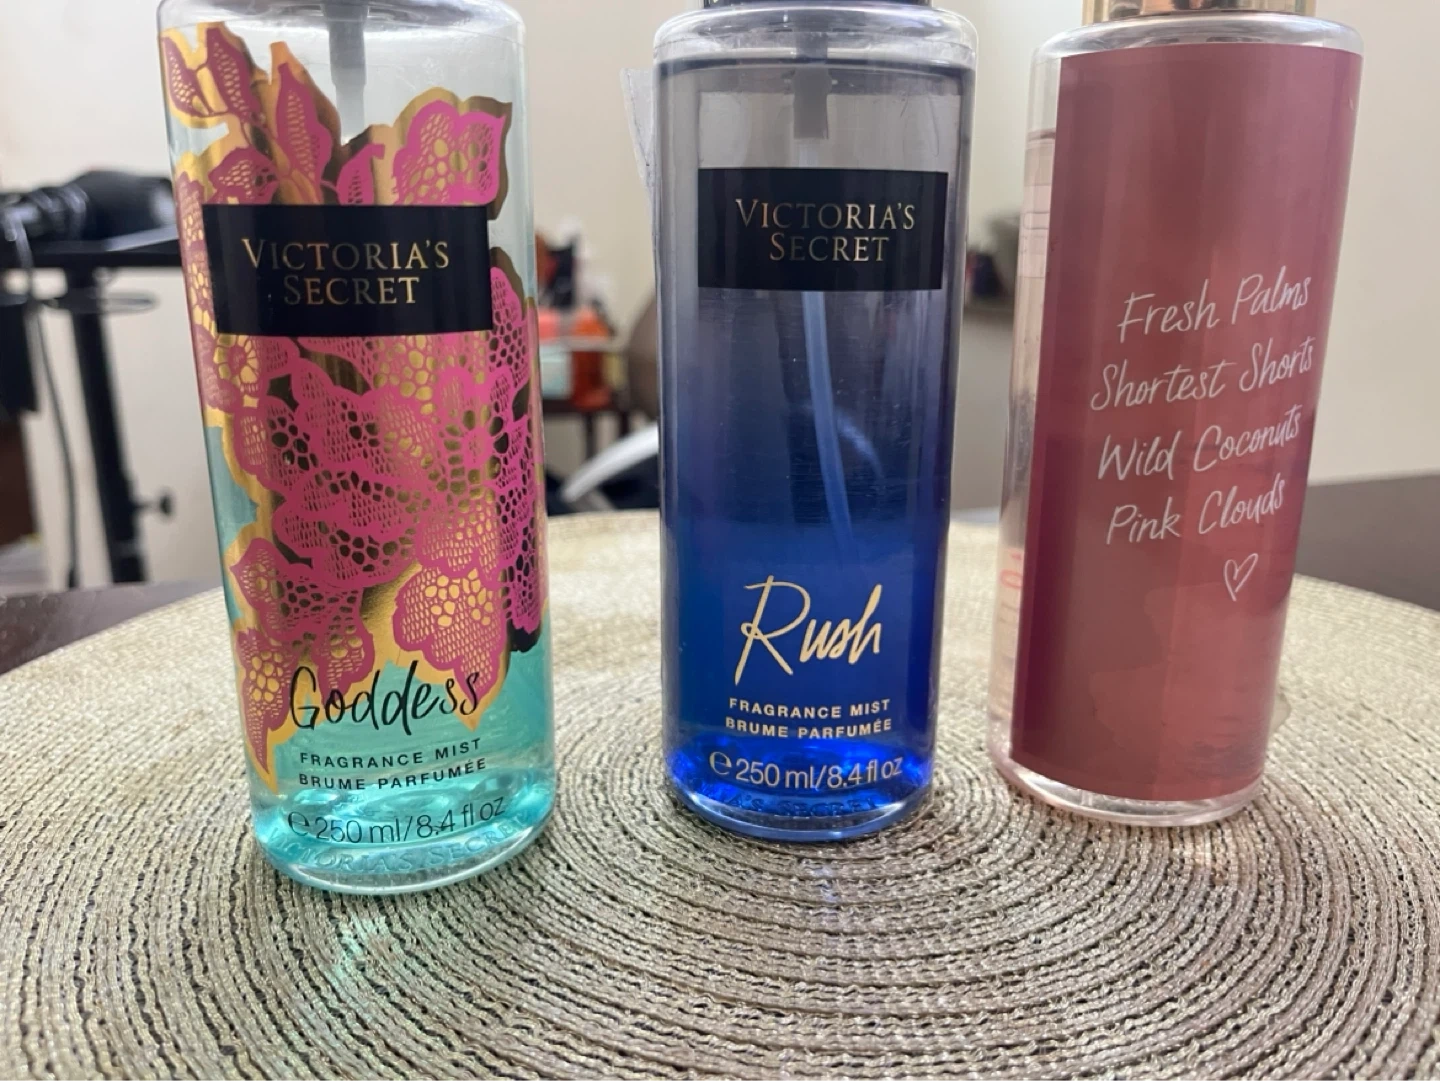 VICTORIA'S
SECRET
Goddess
FRAGRANCE MIST
BRUME PARFUMÉE
℮ 250 ml/8.4 fl oz
VICTORIA'S
SECRET
Rush
FRAGRANCE MIST
BRUME PARFUMÉE
℮ 250 ml/8.4 fl oz
Fresh Palms
Shortest Shorts
Wild Coconuts
Pink Clouds